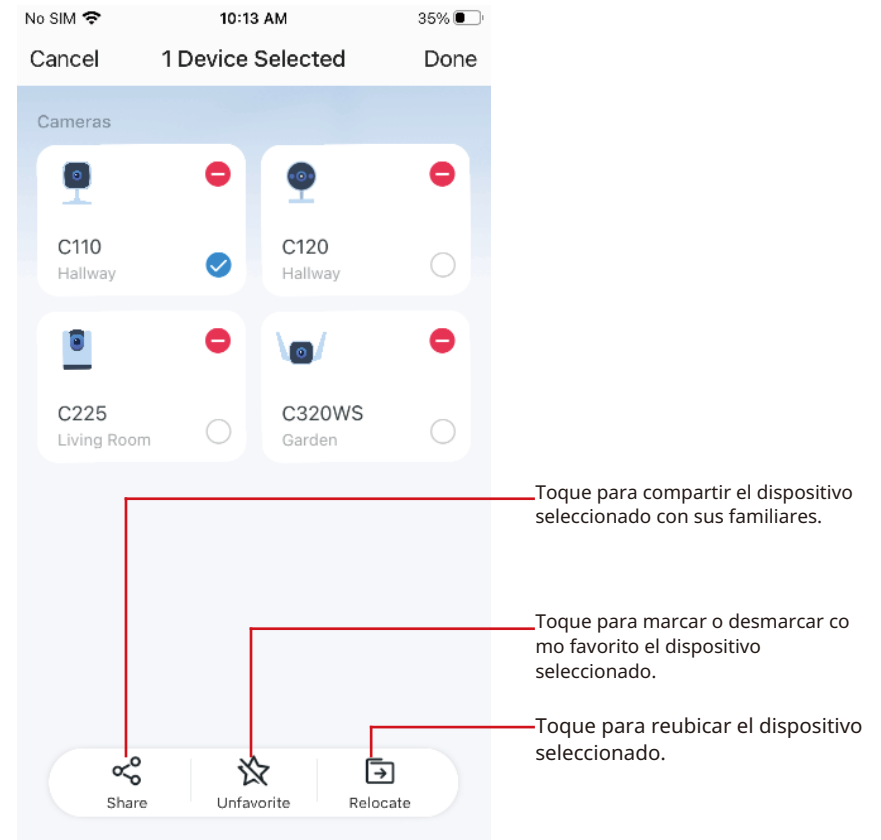 No SIM 10:13 AM 35%
Cancel 1 Device Selected Done
Cameras
C110
Hallway
C120
Hallway
C225
Living Room
C320WS
Garden
Toque para compartir el dispositivo
seleccionado con sus familiares.
Toque para marcar o desmarcar co
mo favorito el dispositivo
seleccionado.
Toque para reubicar el dispositivo
seleccionado.
Share Unfavorite Relocate